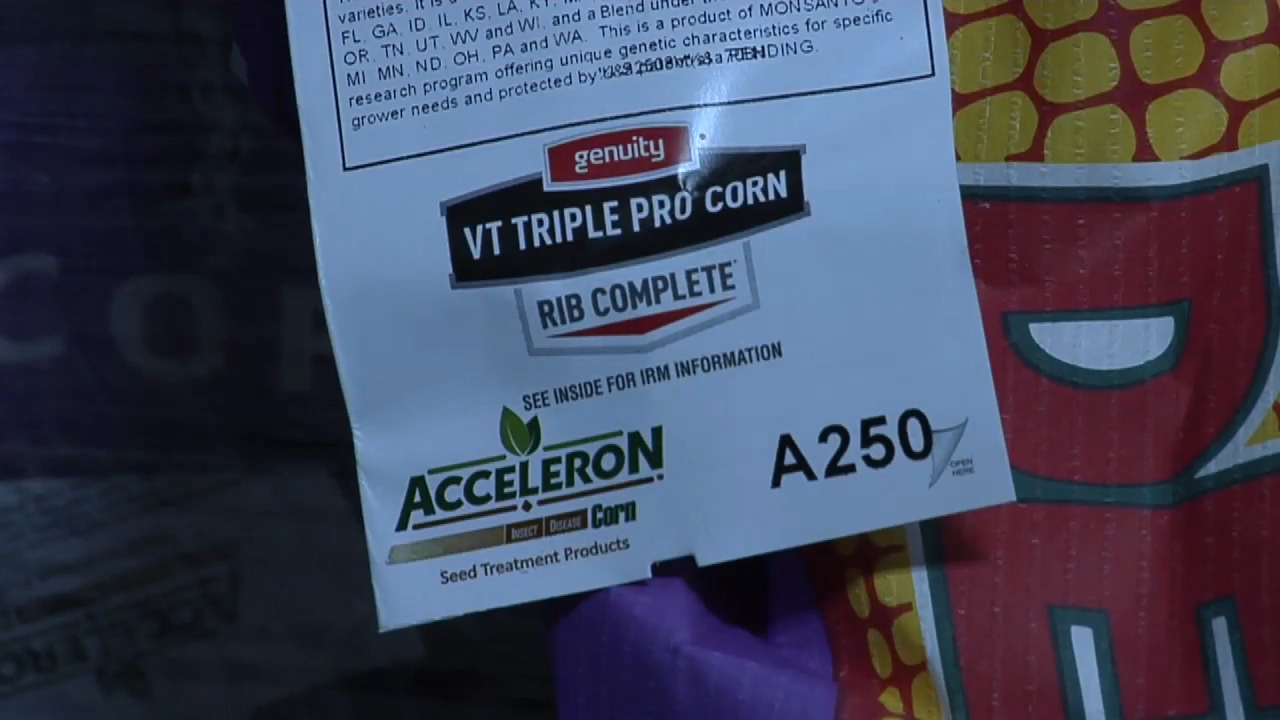 varieties. It is
FL, GA, ID, IL, KS, LA, KY,
OR, TN, UT, WV and WI, and a Blend under
MI, MN, ND, OH, PA and WA. This is a product of MONSANTO
research program offering unique genetic characteristics for specific
grower needs and protected by
PENDING.
genuity
VT TRIPLE PRO CORN
RIB COMPLETE
SEE INSIDE FOR IRM INFORMATION
ACCELERON
INSECT DISEASE Corn
Seed Treatment Products
A250
OPEN
HERE